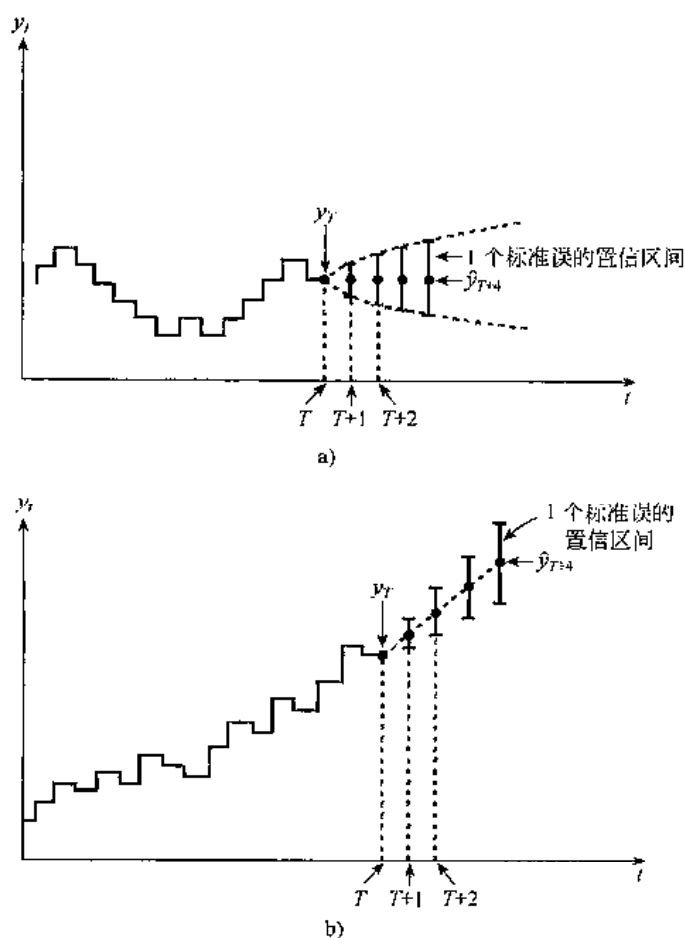 y_t
y_T
1 个标准误的置信区间
ŷ_{T+4}
T T+1 T+2 t
a)
y_t
1 个标准误的
置信区间
ŷ_{T+4}
y_T
T T+1 T+2 t
b)